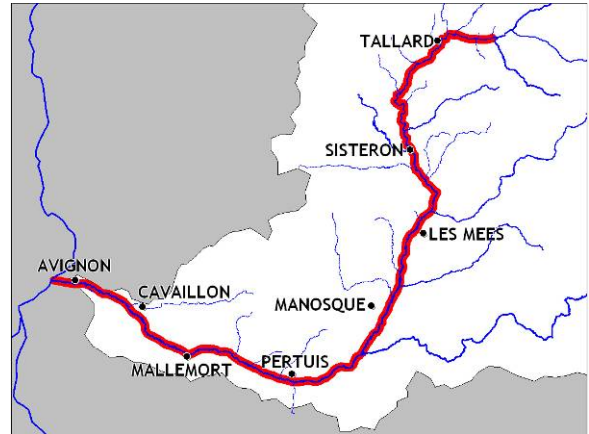 TALLARD
SISTERON
LES MEES
AVIGNON
CAVAILLON
MANOSQUE
MALLEMORT
PERTUIS